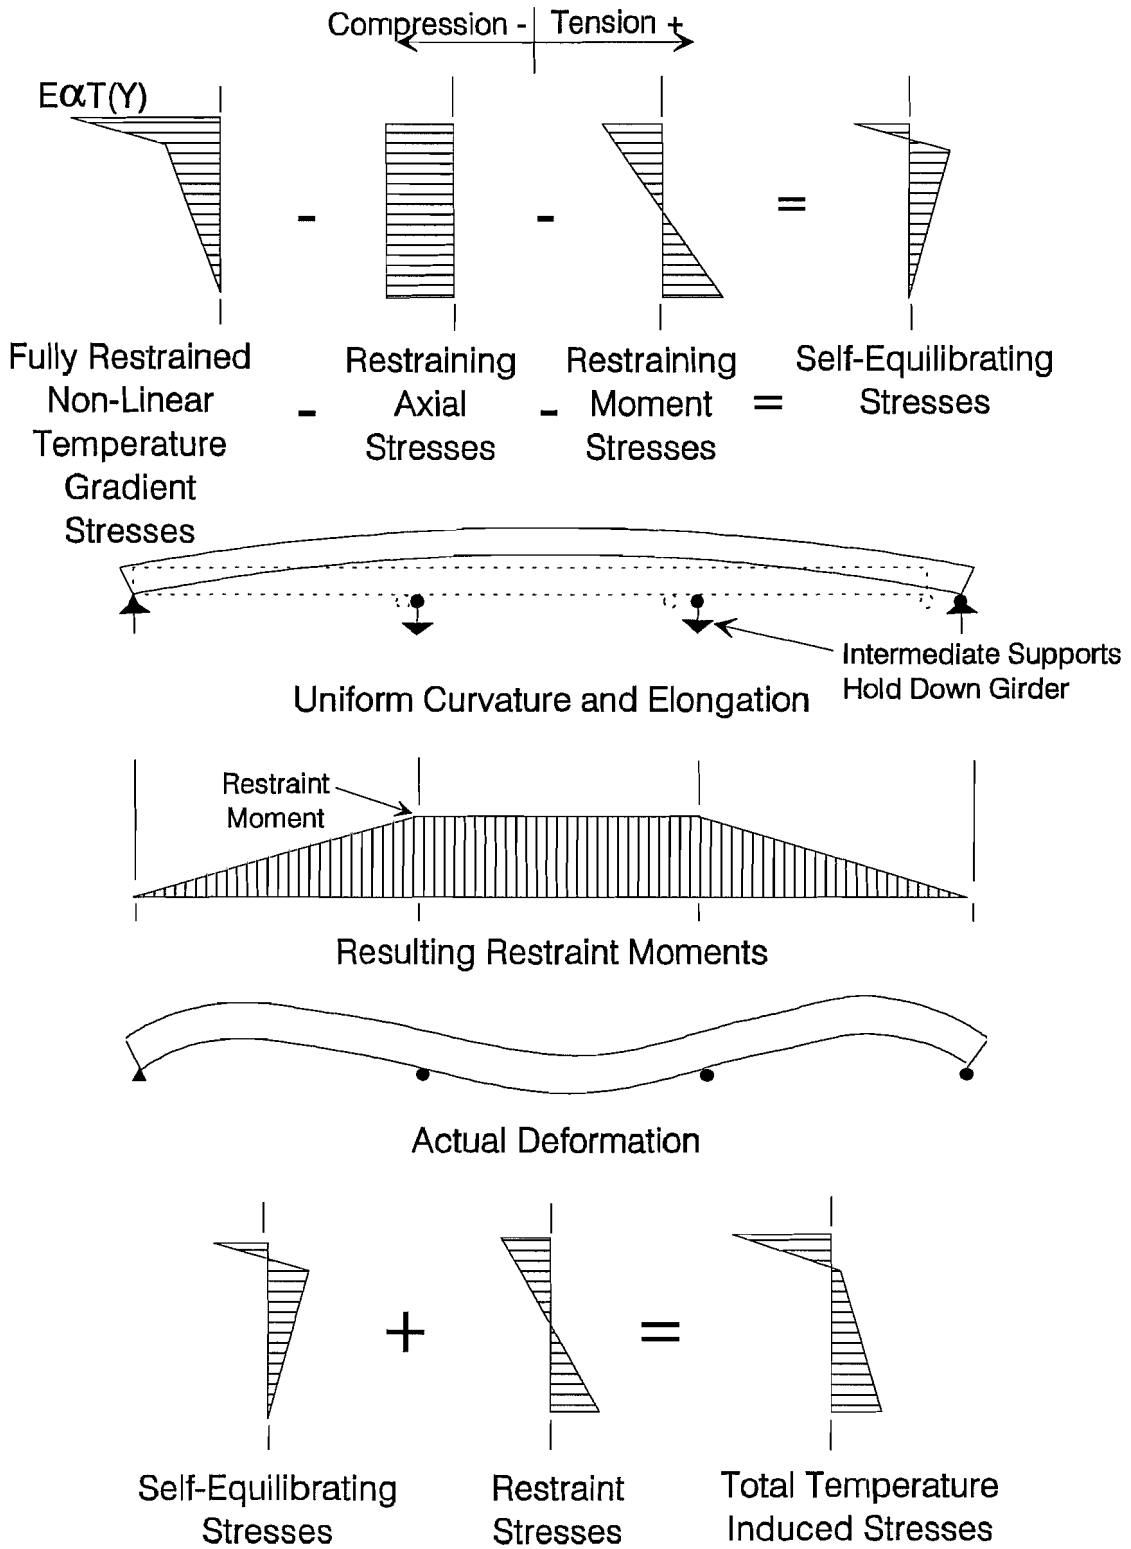 Compression - Tension +
EαT(Y)
- - =
Fully Restrained
Non-Linear
Temperature
Gradient
Stresses
-
Restraining
Axial
Stresses
-
Restraining
Moment
Stresses
=
Self-Equilibrating
Stresses
Intermediate Supports
Hold Down Girder
Uniform Curvature and Elongation
Restraint
Moment
Resulting Restraint Moments
Actual Deformation
+ =
Self-Equilibrating
Stresses
Restraint
Stresses
Total Temperature
Induced Stresses